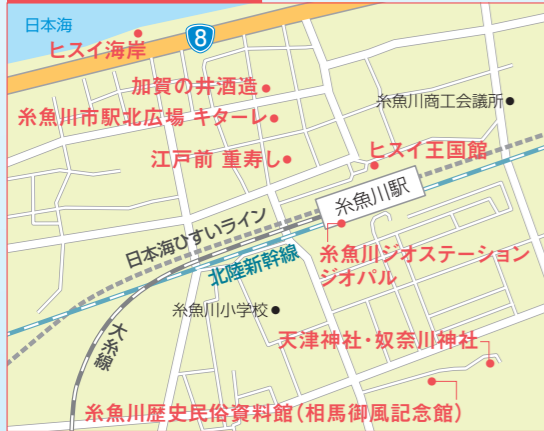 日本海
ヒスイ海岸
8
加賀の井酒造
糸魚川商工会議所
糸魚川市駅北広場 キターレ
江戸前 重寿し
ヒスイ王国館
糸魚川駅
日本海ひすいライン
北陸新幹線
糸魚川ジオステーション
ジオパル
糸魚川小学校
大糸線
天津神社・奴奈川神社
糸魚川歴史民俗資料館(相馬御風記念館)